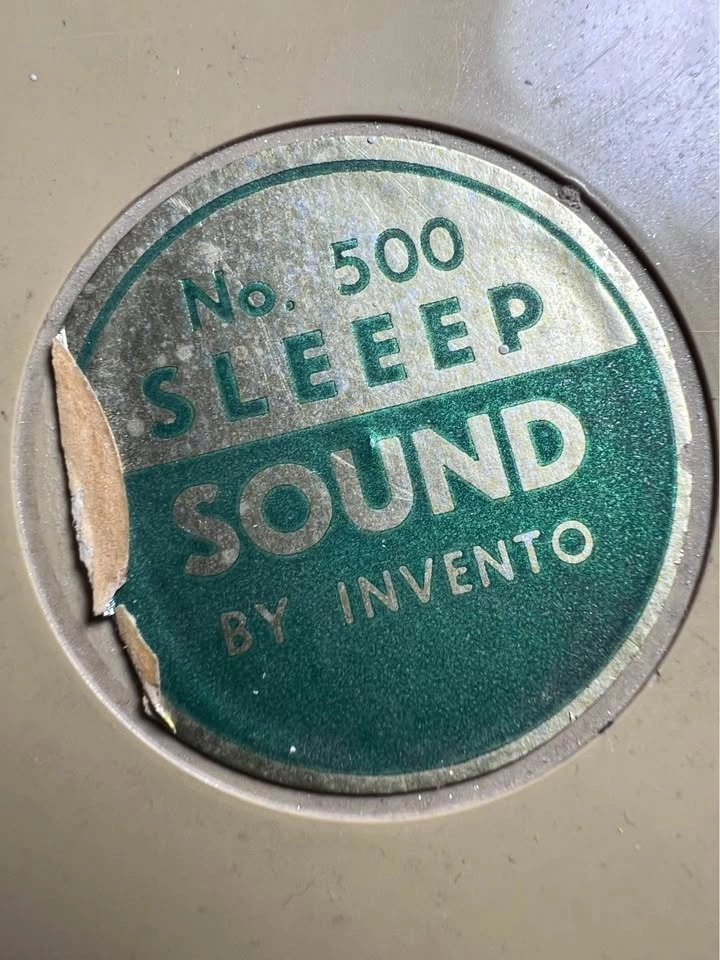 No. 500
SLEEEP
SOUND
BY INVENTO